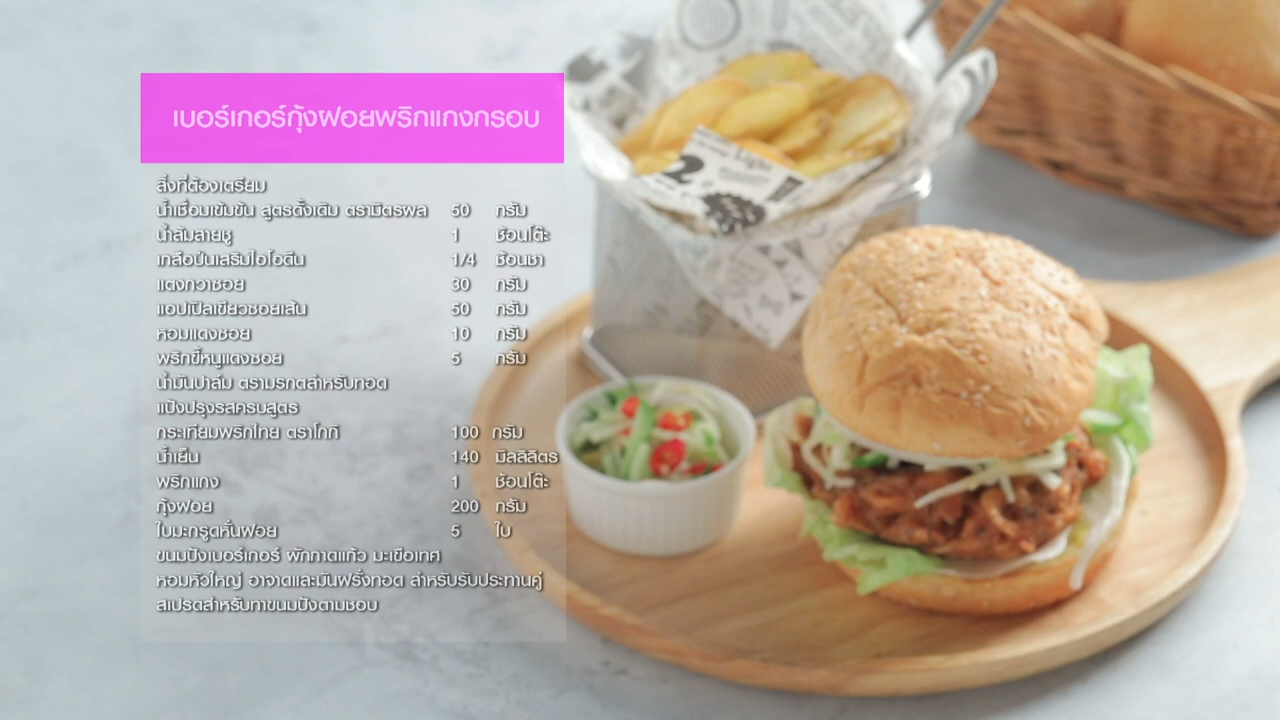 เบอร์เกอร์กุ้งฝอยพริกแกงกรอบ
สิ่งที่ต้องเตรียม
น้ำเชื่อมเข้มข้น สูตรดั้งเดิม ตรามิตรผล 50 กรัม
น้ำส้มสายชู 1 ช้อนโต๊ะ
เกลือป่นเสริมไอโอดีน 1/4 ช้อนชา
แตงกวาซอย 30 กรัม
แอปเปิลเขียวซอยเส้น 50 กรัม
หอมแดงซอย 10 กรัม
พริกขี้หนูแดงซอย 5 กรัม
น้ำมันปาล์ม ตรามรกตสำหรับทอด
แป้งปรุงรสครบสูตร
กระเทียมพริกไทย ตราโกกิ 100 กรัม
น้ำเย็น 140 มิลลิลิตร
พริกแกง 1 ช้อนโต๊ะ
กุ้งฝอย 200 กรัม
ใบมะกรูดหั่นฝอย 5 ใบ
ขนมปังเบอร์เกอร์ ผักกาดแก้ว มะเขือเทศ
หอมหัวใหญ่ อาจาดและมันฝรั่งทอด สำหรับรับประทานคู่
สเปรดสำหรับทาขนมปังตามชอบ
2
Light